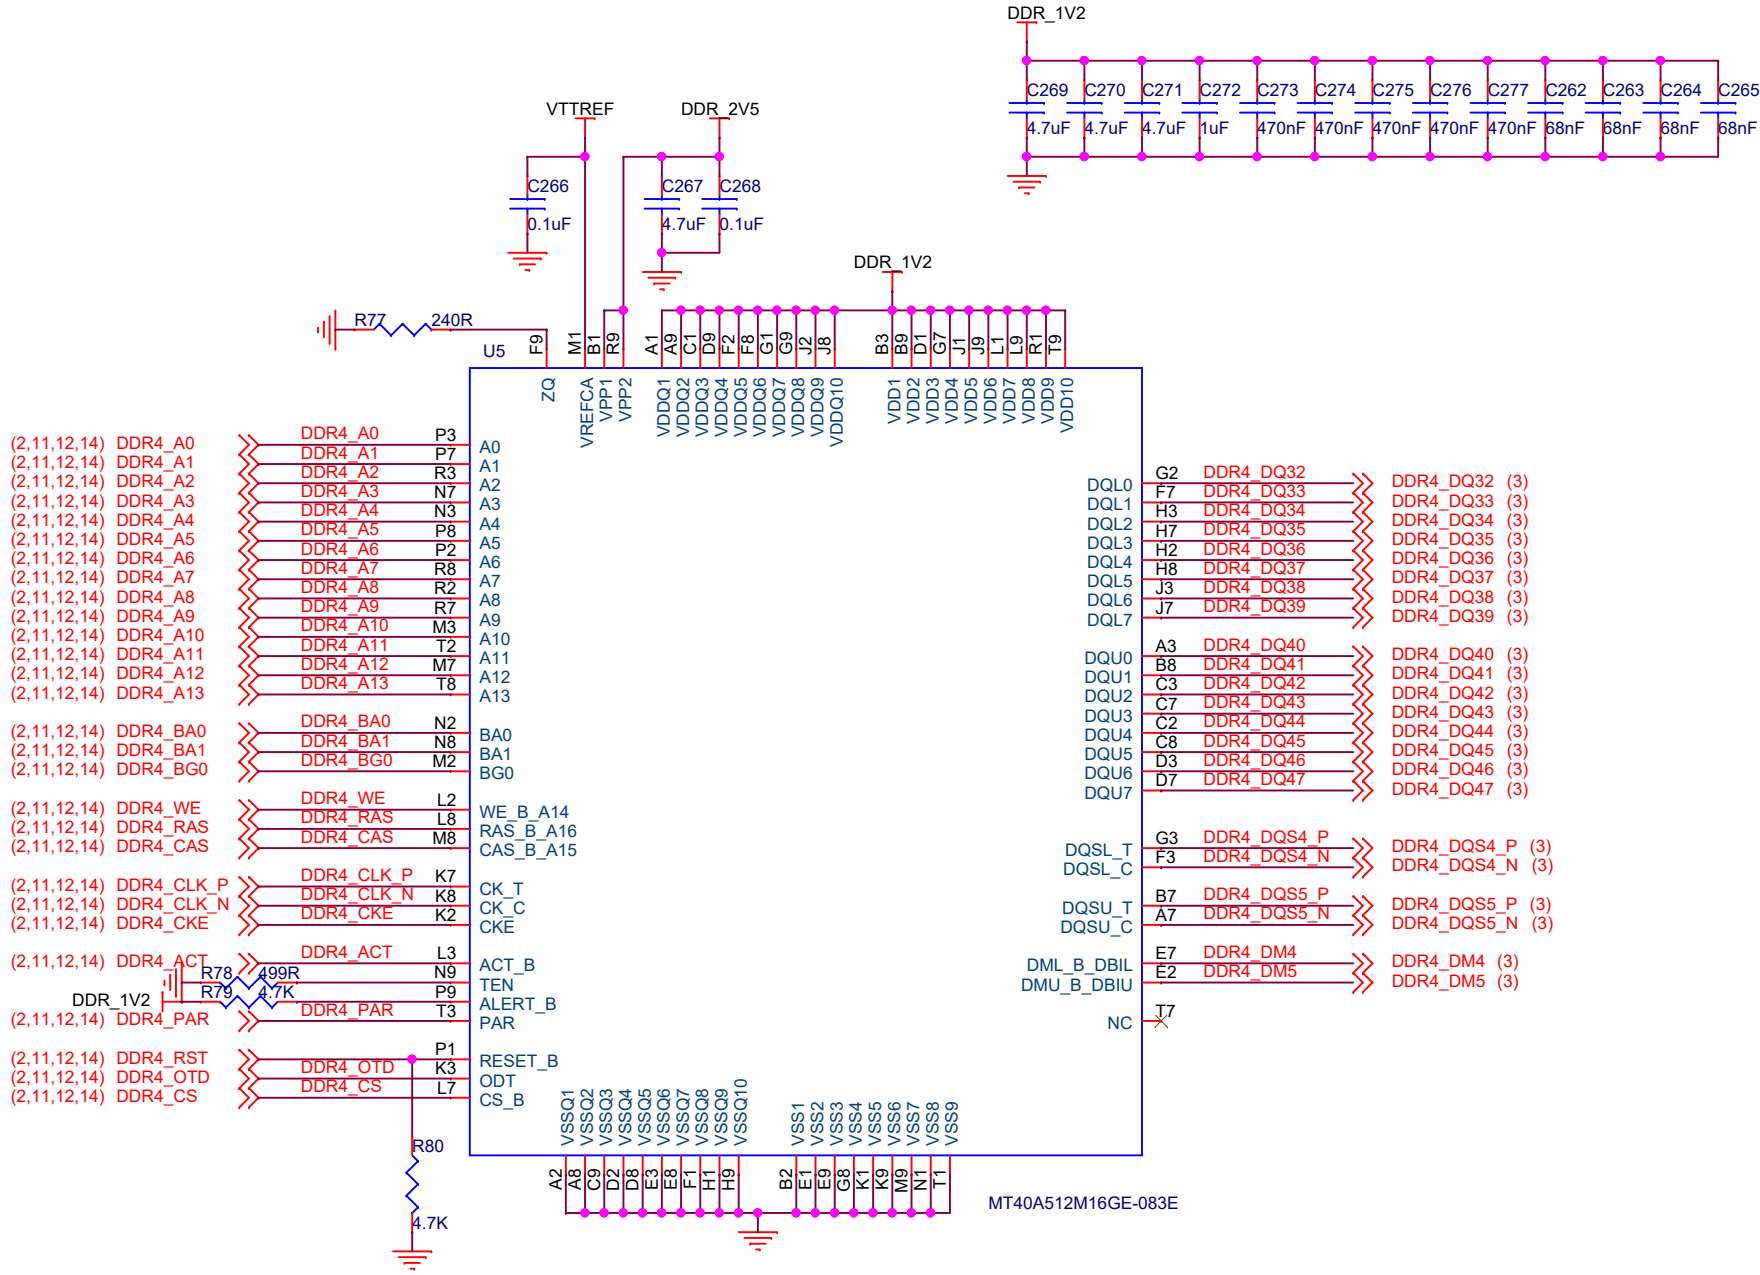 DDR_1V2
C269 C270 C271 C272 C273 C274 C275 C276 C277 C262 C263 C264 C265
4.7uF 4.7uF 4.7uF 1uF 470nF 470nF 470nF 470nF 470nF 68nF 68nF 68nF 68nF
VTTREF DDR_2V5
C266 C267 C268
0.1uF 4.7uF 0.1uF
DDR_1V2
R77 240R
U5
F9 M1 B1 R9 A1 A9 C1 D9 F2 F8 G1 G9 J2 J8 B3 B9 D1 G7 J1 J9 L1 L9 R1 T9
ZQ VREFCA VPP1 VPP2 VDDQ1 VDDQ2 VDDQ3 VDDQ4 VDDQ5 VDDQ6 VDDQ7 VDDQ8 VDDQ9 VDDQ10 VDD1 VDD2 VDD3 VDD4 VDD5 VDD6 VDD7 VDD8 VDD9 VDD10
(2,11,12,14) DDR4_A0 DDR4_A0 P3 A0
(2,11,12,14) DDR4_A1 DDR4_A1 P7 A1
(2,11,12,14) DDR4_A2 DDR4_A2 R3 A2
(2,11,12,14) DDR4_A3 DDR4_A3 N7 A3
(2,11,12,14) DDR4_A4 DDR4_A4 N3 A4
(2,11,12,14) DDR4_A5 DDR4_A5 P8 A5
(2,11,12,14) DDR4_A6 DDR4_A6 P2 A6
(2,11,12,14) DDR4_A7 DDR4_A7 R8 A7
(2,11,12,14) DDR4_A8 DDR4_A8 R2 A8
(2,11,12,14) DDR4_A9 DDR4_A9 R7 A9
(2,11,12,14) DDR4_A10 DDR4_A10 M3 A10
(2,11,12,14) DDR4_A11 DDR4_A11 T2 A11
(2,11,12,14) DDR4_A12 DDR4_A12 M7 A12
(2,11,12,14) DDR4_A13 DDR4_A13 T8 A13
(2,11,12,14) DDR4_BA0 DDR4_BA0 N2 BA0
(2,11,12,14) DDR4_BA1 DDR4_BA1 N8 BA1
(2,11,12,14) DDR4_BG0 DDR4_BG0 M2 BG0
(2,11,12,14) DDR4_WE DDR4_WE L2 WE_B_A14
(2,11,12,14) DDR4_RAS DDR4_RAS L8 RAS_B_A16
(2,11,12,14) DDR4_CAS DDR4_CAS M8 CAS_B_A15
(2,11,12,14) DDR4_CLK_P DDR4_CLK_P K7 CK_T
(2,11,12,14) DDR4_CLK_N DDR4_CLK_N K8 CK_C
(2,11,12,14) DDR4_CKE DDR4_CKE K2 CKE
(2,11,12,14) DDR4_ACT DDR4_ACT L3 ACT_B
R78 499R N9 TEN
DDR_1V2 R79 4.7K P9 ALERT_B
(2,11,12,14) DDR4_PAR DDR4_PAR T3 PAR
(2,11,12,14) DDR4_RST P1 RESET_B
(2,11,12,14) DDR4_OTD DDR4_OTD K3 ODT
(2,11,12,14) DDR4_CS DDR4_CS L7 CS_B
R80
4.7K
DQL0 G2 DDR4_DQ32 DDR4_DQ32 (3)
DQL1 F7 DDR4_DQ33 DDR4_DQ33 (3)
DQL2 H3 DDR4_DQ34 DDR4_DQ34 (3)
DQL3 H7 DDR4_DQ35 DDR4_DQ35 (3)
DQL4 H2 DDR4_DQ36 DDR4_DQ36 (3)
DQL5 H8 DDR4_DQ37 DDR4_DQ37 (3)
DQL6 J3 DDR4_DQ38 DDR4_DQ38 (3)
DQL7 J7 DDR4_DQ39 DDR4_DQ39 (3)
DQU0 A3 DDR4_DQ40 DDR4_DQ40 (3)
DQU1 B8 DDR4_DQ41 DDR4_DQ41 (3)
DQU2 C3 DDR4_DQ42 DDR4_DQ42 (3)
DQU3 C7 DDR4_DQ43 DDR4_DQ43 (3)
DQU4 C2 DDR4_DQ44 DDR4_DQ44 (3)
DQU5 C8 DDR4_DQ45 DDR4_DQ45 (3)
DQU6 D3 DDR4_DQ46 DDR4_DQ46 (3)
DQU7 D7 DDR4_DQ47 DDR4_DQ47 (3)
DQSL_T G3 DDR4_DQS4_P DDR4_DQS4_P (3)
DQSL_C F3 DDR4_DQS4_N DDR4_DQS4_N (3)
DQSU_T B7 DDR4_DQS5_P DDR4_DQS5_P (3)
DQSU_C A7 DDR4_DQS5_N DDR4_DQS5_N (3)
DML_B_DBIL E7 DDR4_DM4 DDR4_DM4 (3)
DMU_B_DBIU E2 DDR4_DM5 DDR4_DM5 (3)
NC T7
VSSQ1 VSSQ2 VSSQ3 VSSQ4 VSSQ5 VSSQ6 VSSQ7 VSSQ8 VSSQ9 VSSQ10 VSS1 VSS2 VSS3 VSS4 VSS5 VSS6 VSS7 VSS8 VSS9
A2 A8 C9 D2 D8 E3 E8 F1 H1 H9 B2 E1 E9 G8 K1 K9 M9 N1 T1
MT40A512M16GE-083E